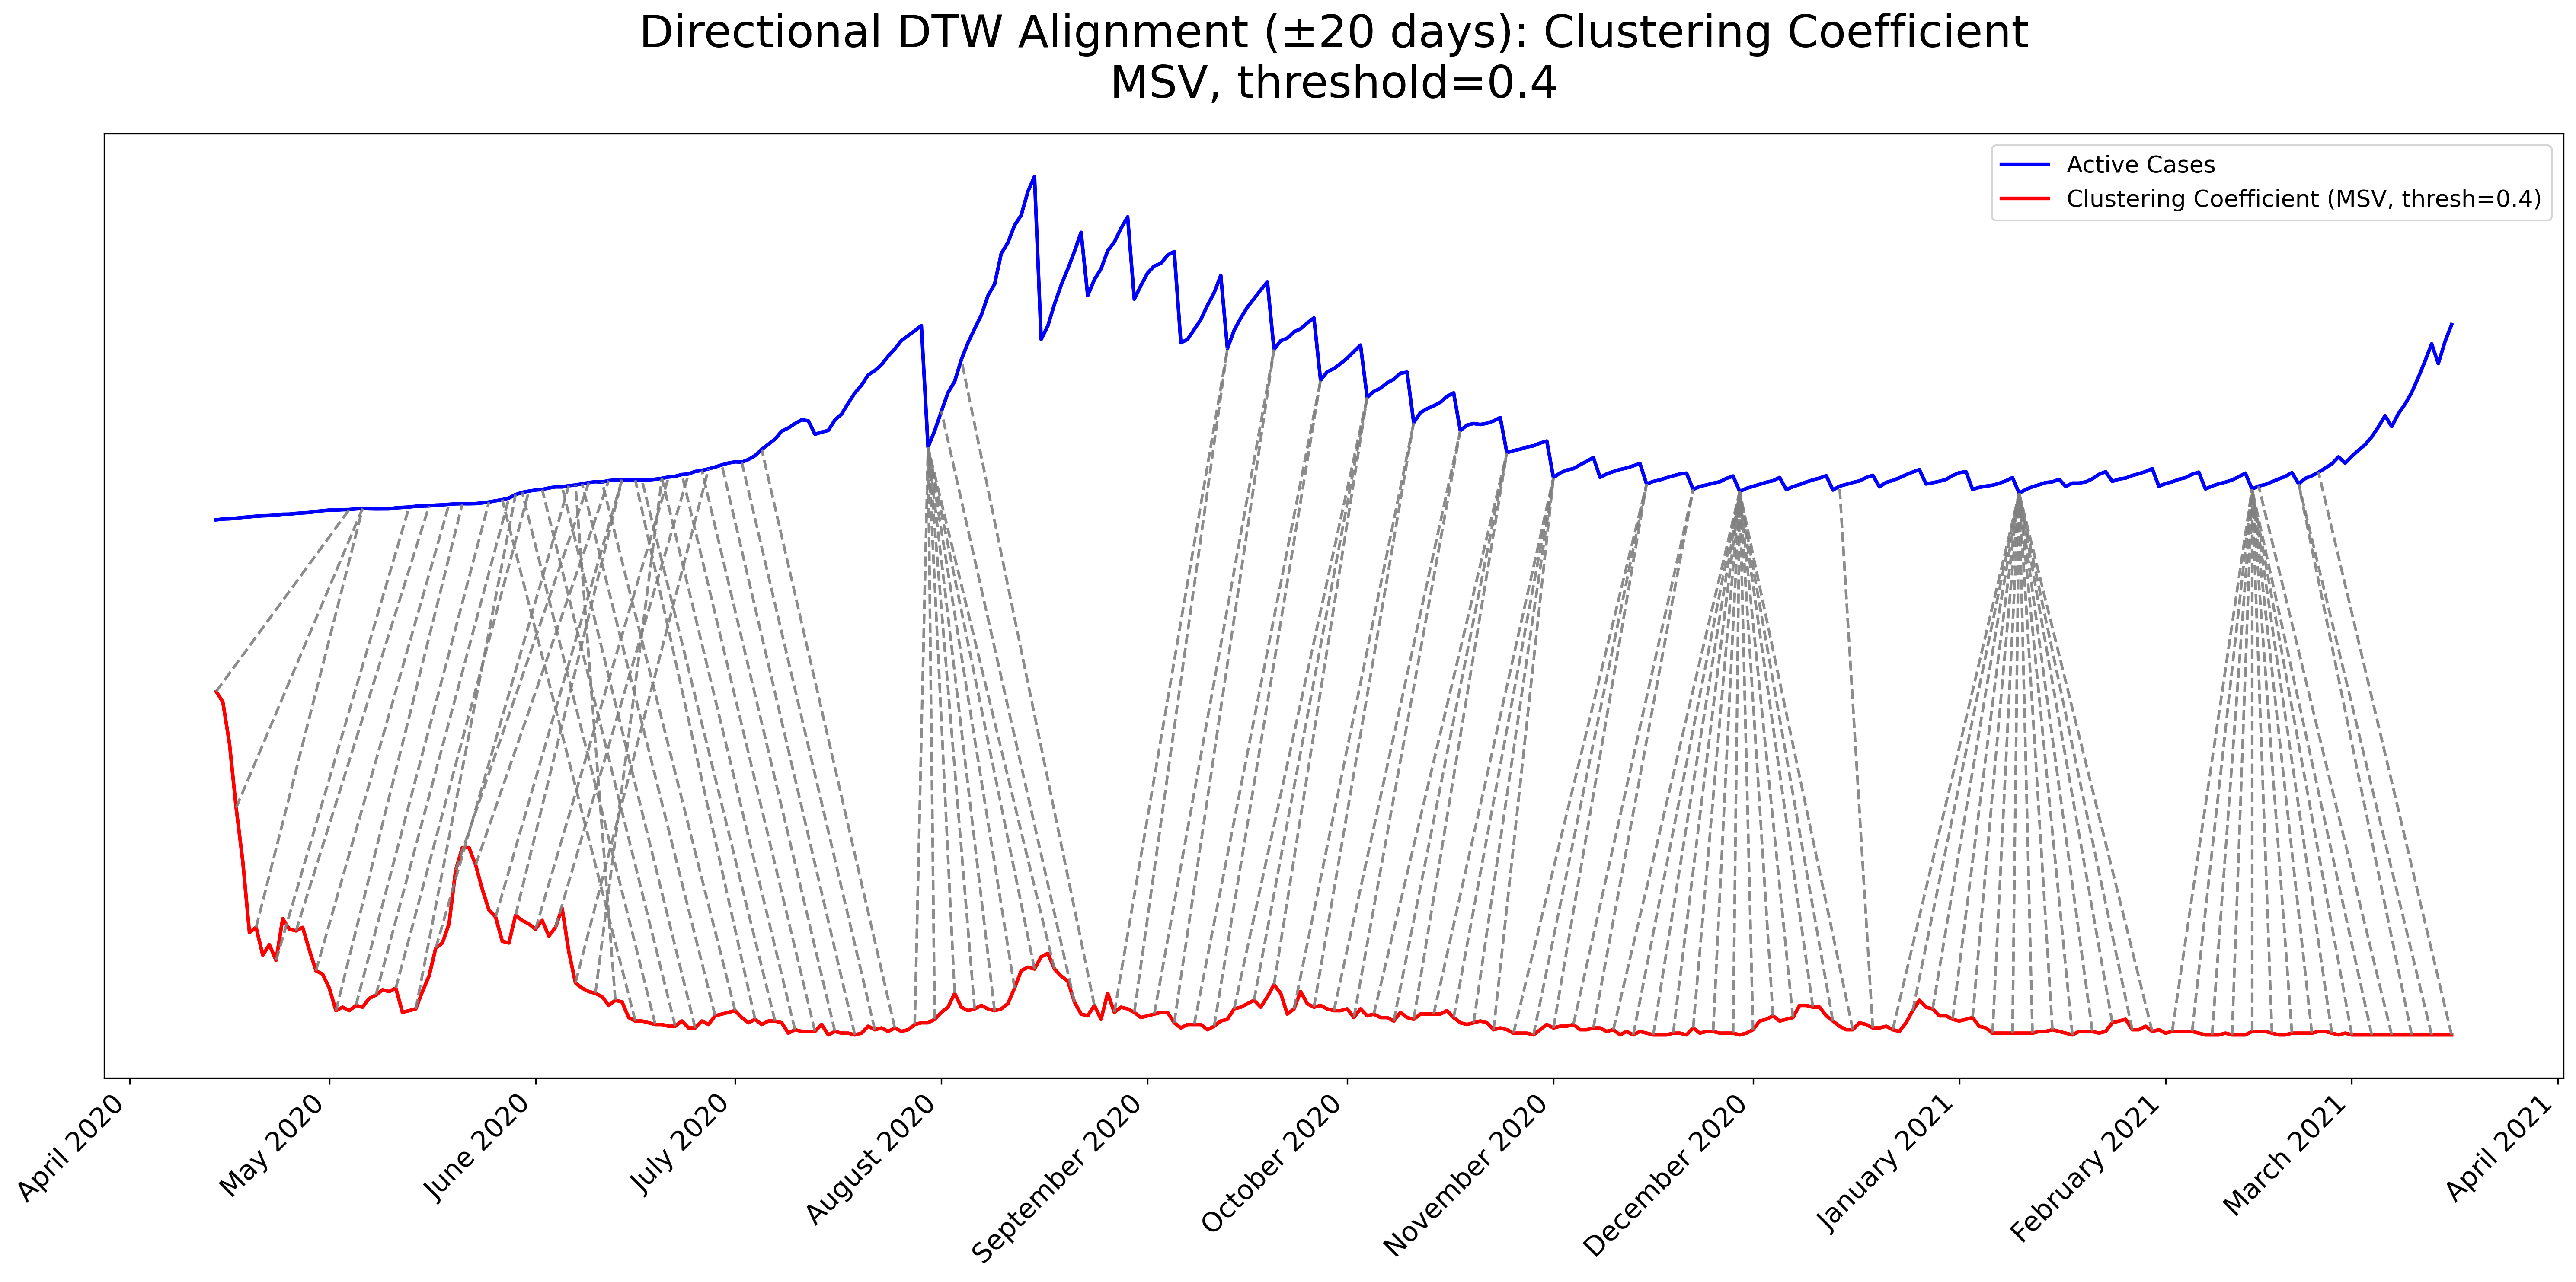 Directional DTW Alignment (±20 days): Clustering Coefficient
MSV, threshold=0.4
Active Cases
Clustering Coefficient (MSV, thresh=0.4)
April 2020
May 2020
June 2020
July 2020
August 2020
September 2020
October 2020
November 2020
December 2020
January 2021
February 2021
March 2021
April 2021